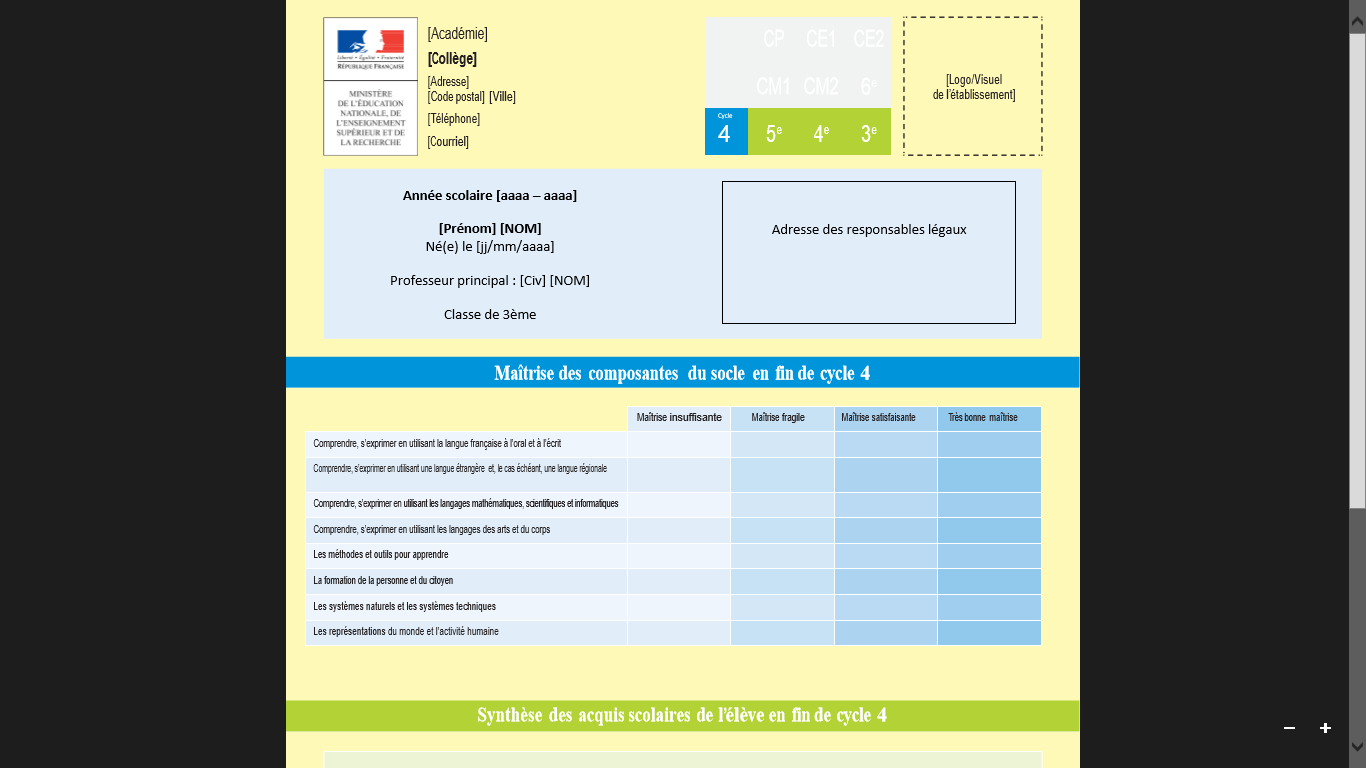 Liberté • Égalité • Fraternité
RÉPUBLIQUE FRANÇAISE
MINISTÈRE
DE L'ÉDUCATION
NATIONALE, DE
L'ENSEIGNEMENT
SUPÉRIEUR ET DE
LA RECHERCHE
[Académie]
[Collège]
[Adresse]
[Code postal] [Ville]
[Téléphone]
[Courriel]
CP CE1 CE2
CM1 CM2 6e
Cycle
4 5e 4e 3e
[Logo/Visuel
de l'établissement]
Année scolaire [aaaa – aaaa]
[Prénom] [NOM]
Né(e) le [jj/mm/aaaa]
Professeur principal : [Civ] [NOM]
Classe de 3ème
Adresse des responsables légaux
Maîtrise des composantes du socle en fin de cycle 4
Maîtrise insuffisante Maîtrise fragile Maîtrise satisfaisante Très bonne maîtrise
Comprendre, s'exprimer en utilisant la langue française à l'oral et à l'écrit
Comprendre, s'exprimer en utilisant une langue étrangère et, le cas échéant, une langue régionale
Comprendre, s'exprimer en utilisant les langages mathématiques, scientifiques et informatiques
Comprendre, s'exprimer en utilisant les langages des arts et du corps
Les méthodes et outils pour apprendre
La formation de la personne et du citoyen
Les systèmes naturels et les systèmes techniques
Les représentations du monde et l'activité humaine
Synthèse des acquis scolaires de l'élève en fin de cycle 4